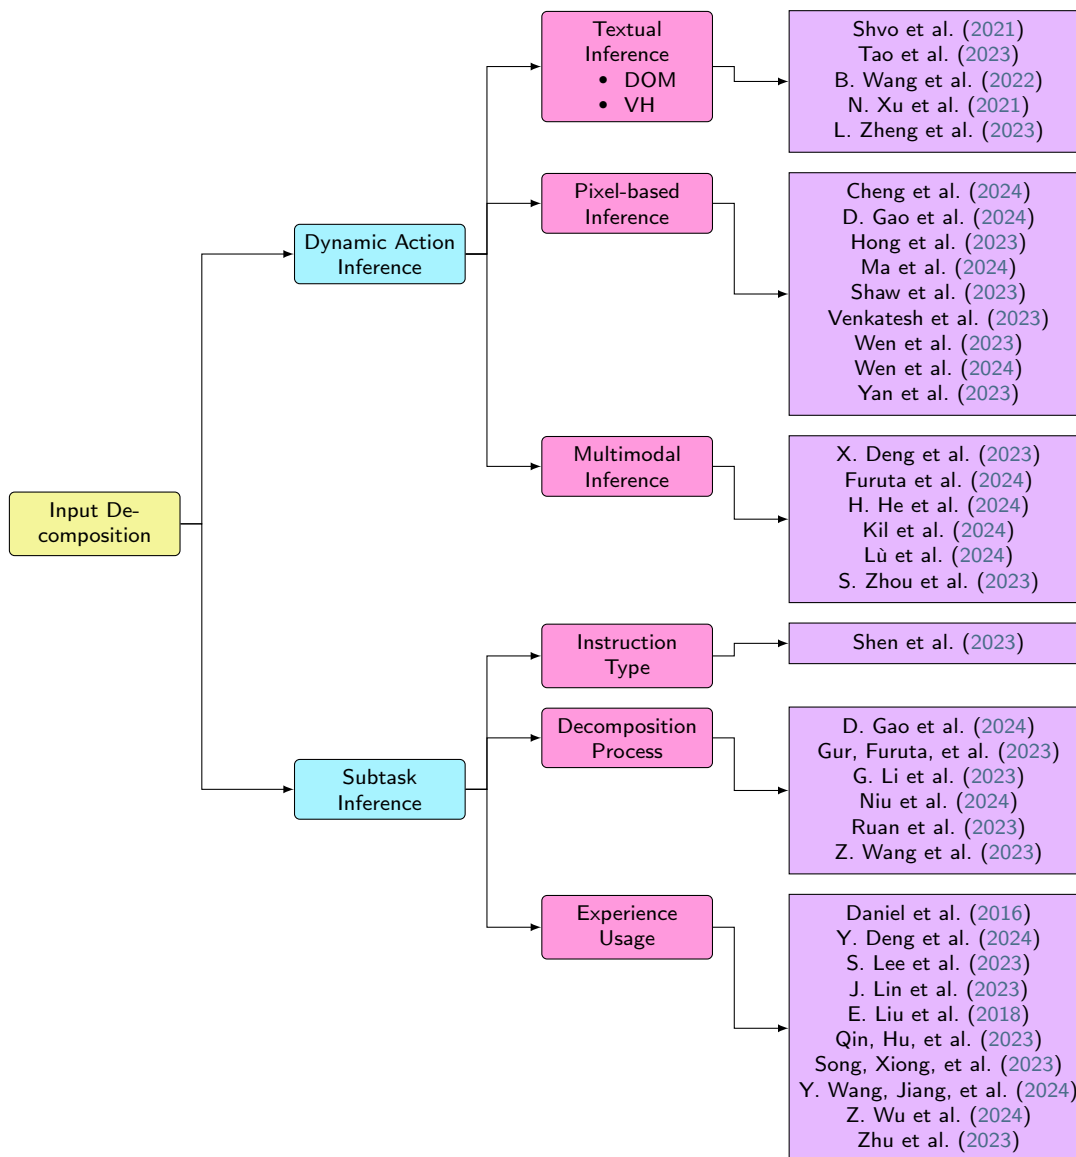 Input De-
composition
Dynamic Action
Inference
Textual
Inference
• DOM
• VH
Shvo et al. (2021)
Tao et al. (2023)
B. Wang et al. (2022)
N. Xu et al. (2021)
L. Zheng et al. (2023)
Pixel-based
Inference
Cheng et al. (2024)
D. Gao et al. (2024)
Hong et al. (2023)
Ma et al. (2024)
Shaw et al. (2023)
Venkatesh et al. (2023)
Wen et al. (2023)
Wen et al. (2024)
Yan et al. (2023)
Multimodal
Inference
X. Deng et al. (2023)
Furuta et al. (2024)
H. He et al. (2024)
Kil et al. (2024)
Lù et al. (2024)
S. Zhou et al. (2023)
Subtask
Inference
Instruction
Type
Shen et al. (2023)
Decomposition
Process
D. Gao et al. (2024)
Gur, Furuta, et al. (2023)
G. Li et al. (2023)
Niu et al. (2024)
Ruan et al. (2023)
Z. Wang et al. (2023)
Experience
Usage
Daniel et al. (2016)
Y. Deng et al. (2024)
S. Lee et al. (2023)
J. Lin et al. (2023)
E. Liu et al. (2018)
Qin, Hu, et al. (2023)
Song, Xiong, et al. (2023)
Y. Wang, Jiang, et al. (2024)
Z. Wu et al. (2024)
Zhu et al. (2023)